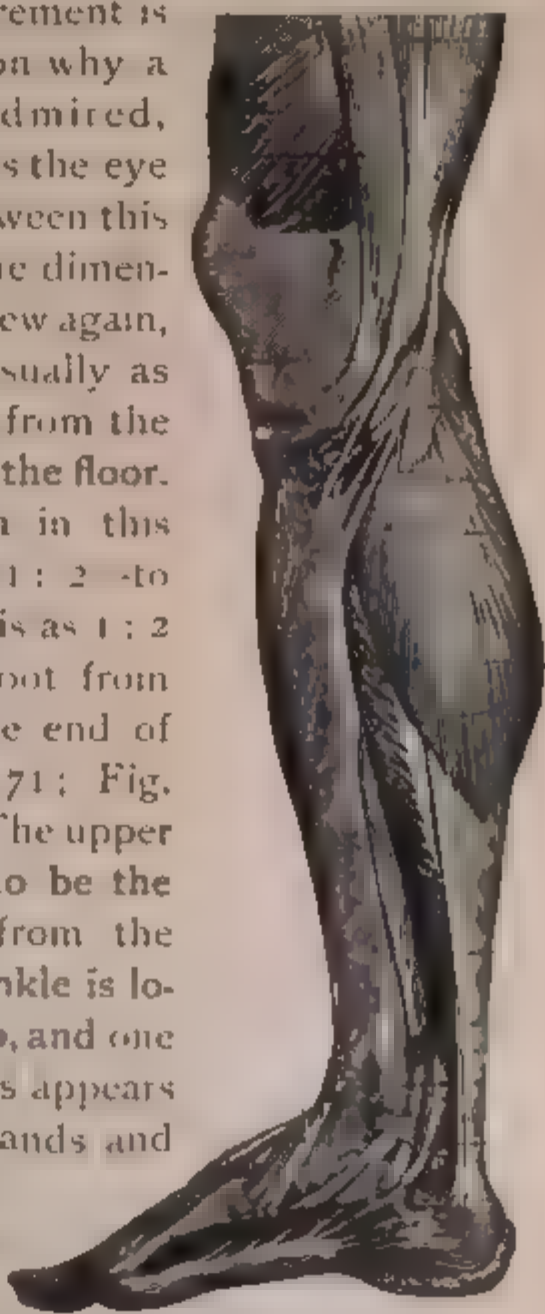 rement is
on why a
dmired,
s the eye
ween this
e dimen-
ew again,
sually as
from the
the floor.
n in this
1 : 2 -to
is as 1 : 2
oot from
e end of
71; Fig.
The upper
o be the
from the
nkle is lo-
, and one
s appears
ands and